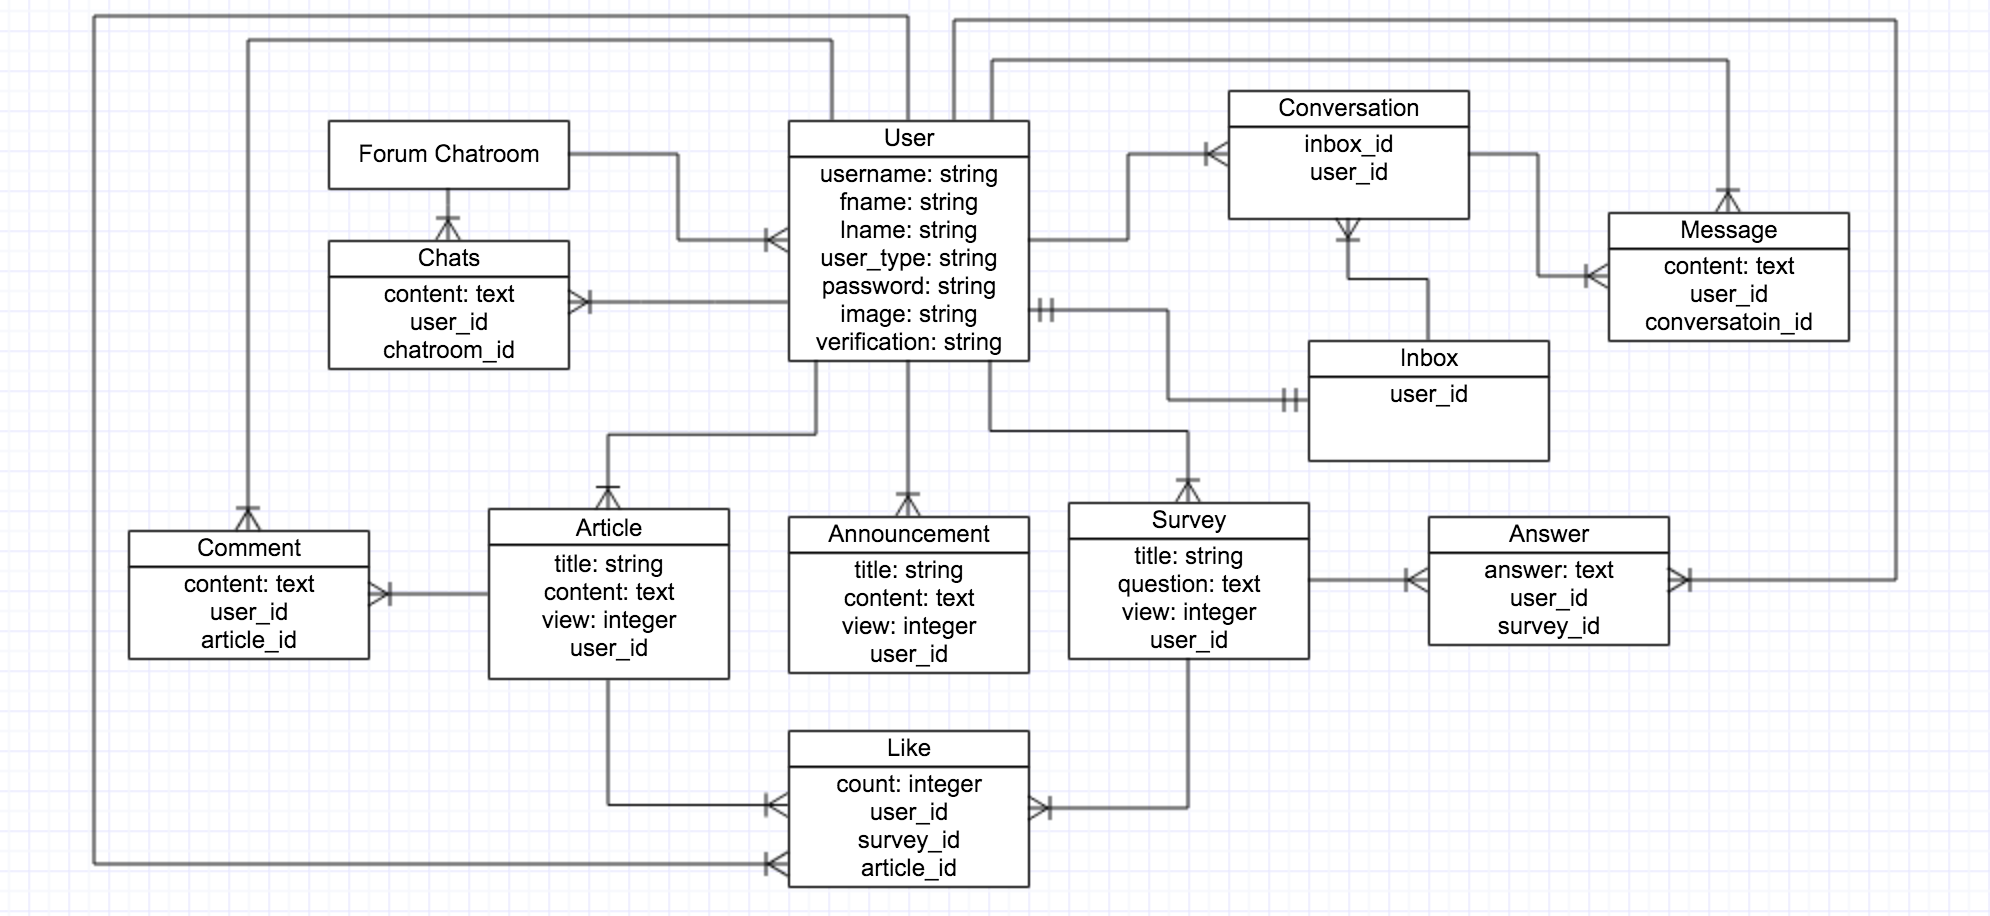 Forum Chatroom
Chats
content: text
user_id
chatroom_id
User
username: string
fname: string
lname: string
user_type: string
password: string
image: string
verification: string
Conversation
inbox_id
user_id
Message
content: text
user_id
conversatoin_id
Inbox
user_id
Comment
content: text
user_id
article_id
Article
title: string
content: text
view: integer
user_id
Announcement
title: string
content: text
view: integer
user_id
Survey
title: string
question: text
view: integer
user_id
Answer
answer: text
user_id
survey_id
Like
count: integer
user_id
survey_id
article_id